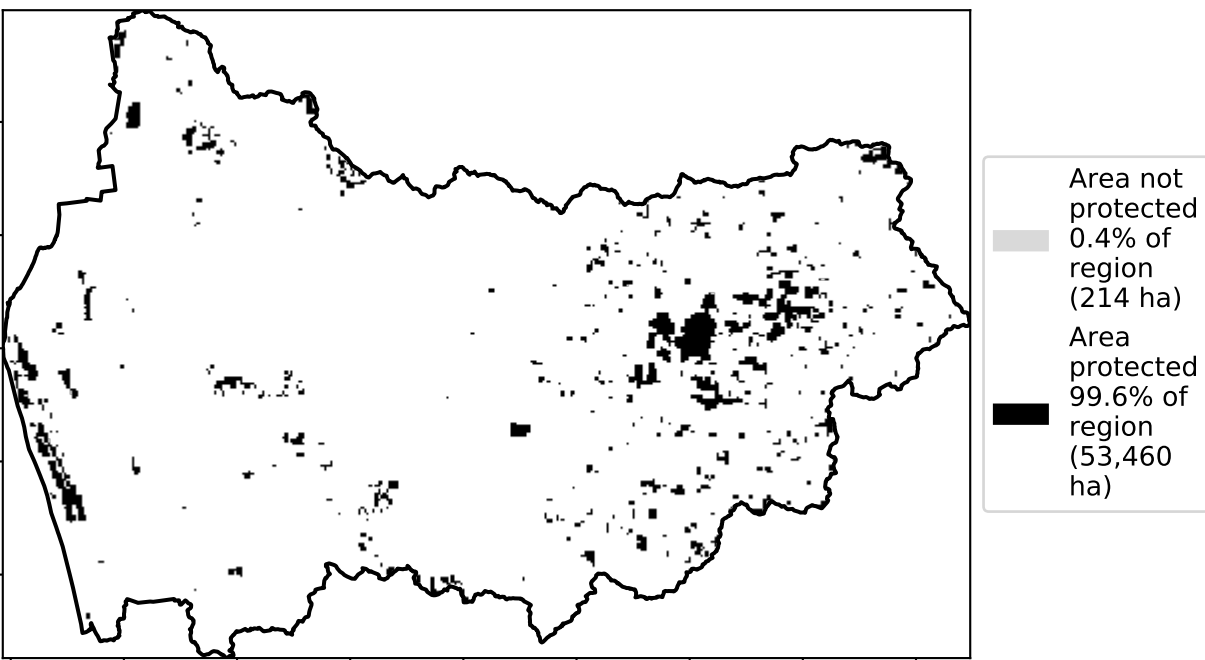 Area not
protected
0.4% of
region
(214 ha)
Area
protected
99.6% of
region
(53,460
ha)